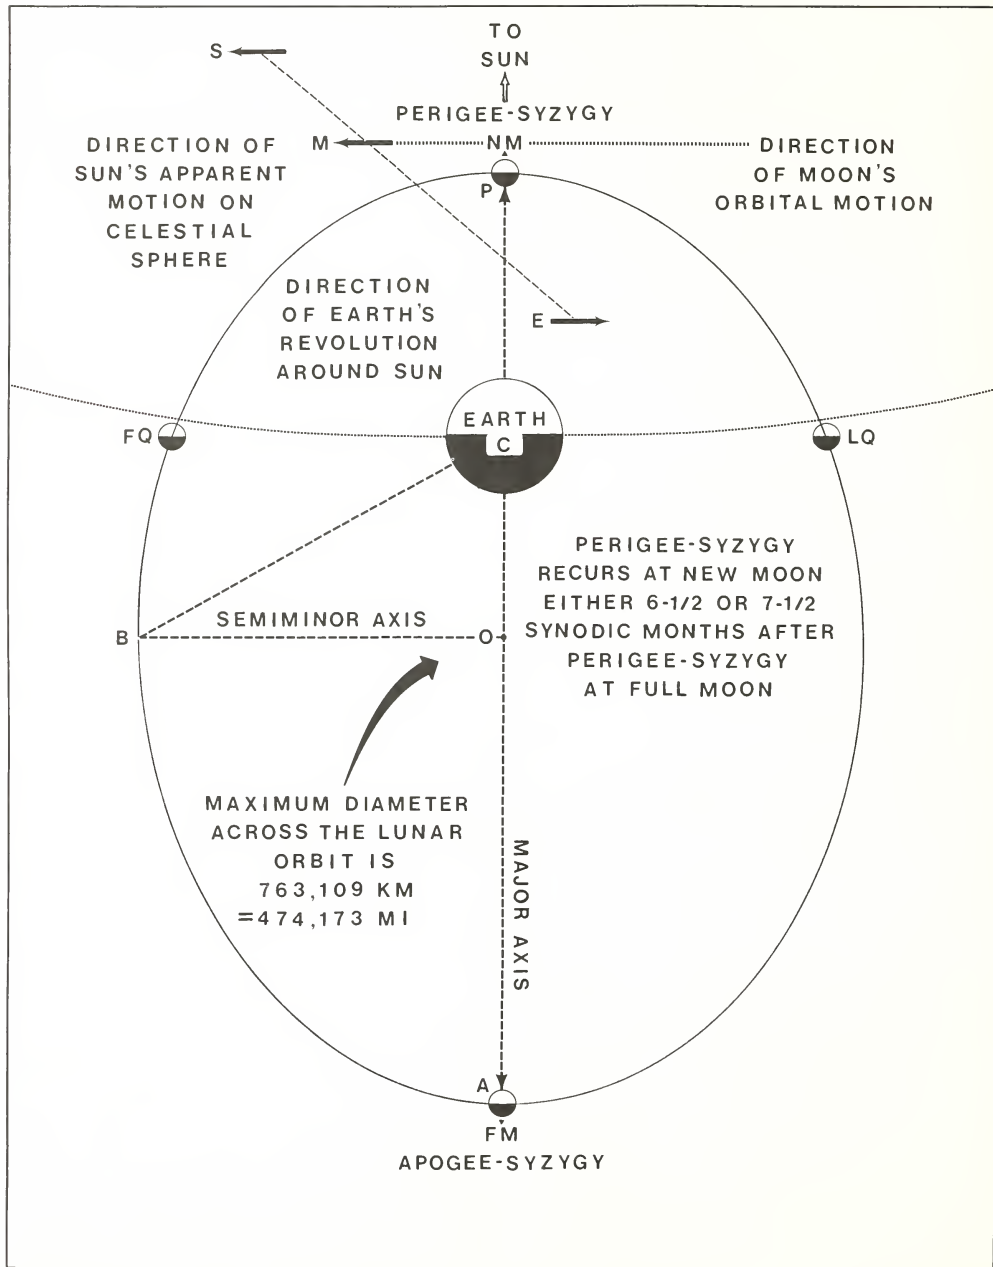 TO
SUN
S
PERIGEE-SYZYGY
M
NM
DIRECTION OF
SUN'S APPARENT
MOTION ON
CELESTIAL
SPHERE
DIRECTION
OF MOON'S
ORBITAL MOTION
P
DIRECTION
OF EARTH'S
REVOLUTION
AROUND SUN
E
FQ
EARTH
C
LQ
PERIGEE-SYZYGY
RECURS AT NEW MOON
EITHER 6-1/2 OR 7-1/2
SYNODIC MONTHS AFTER
PERIGEE-SYZYGY
AT FULL MOON
SEMIMINOR AXIS
B
O
MAXIMUM DIAMETER
ACROSS THE LUNAR
ORBIT IS
763,109 KM
=474,173 MI
MAJOR AXIS
A
FM
APOGEE-SYZYGY